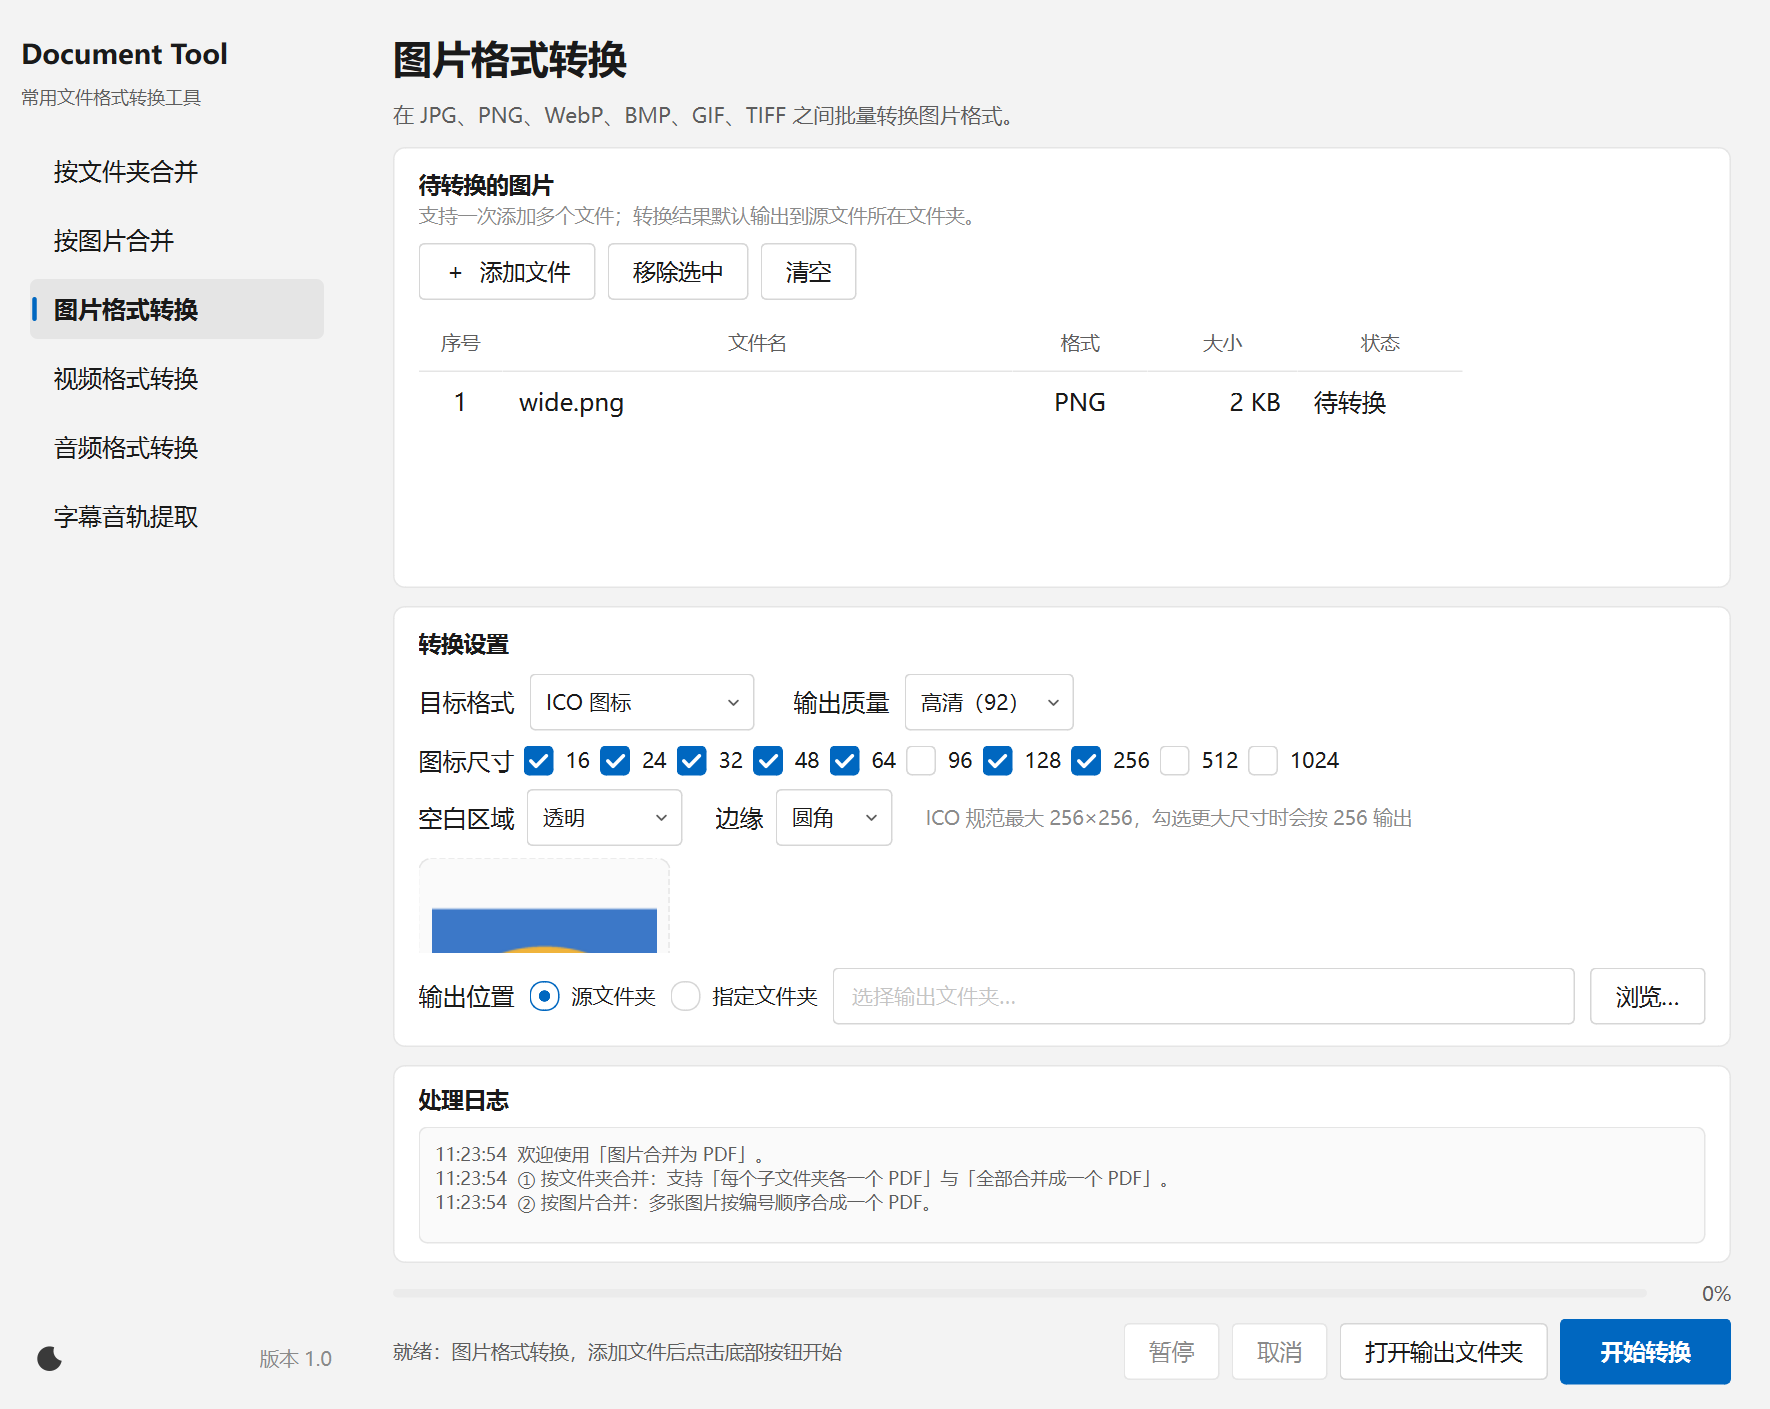 Document Tool
常用文件格式转换工具
按文件夹合并
按图片合并
图片格式转换
视频格式转换
音频格式转换
字幕音轨提取
版本 1.0
图片格式转换
在 JPG、PNG、WebP、BMP、GIF、TIFF 之间批量转换图片格式。
待转换的图片
支持一次添加多个文件；转换结果默认输出到源文件所在文件夹。
+ 添加文件 移除选中 清空
序号 文件名 格式 大小 状态
1 wide.png PNG 2 KB 待转换
转换设置
目标格式 ICO 图标 输出质量 高清（92）
图标尺寸 16 24 32 48 64 96 128 256 512 1024
空白区域 透明 边缘 圆角 ICO 规范最大 256×256，勾选更大尺寸时会按 256 输出
输出位置 源文件夹 指定文件夹 选择输出文件夹... 浏览...
处理日志
11:23:54 欢迎使用「图片合并为 PDF」。
11:23:54 ① 按文件夹合并：支持「每个子文件夹各一个 PDF」与「全部合并成一个 PDF」。
11:23:54 ② 按图片合并：多张图片按编号顺序合成一个 PDF。
0%
就绪：图片格式转换，添加文件后点击底部按钮开始 暂停 取消 打开输出文件夹 开始转换